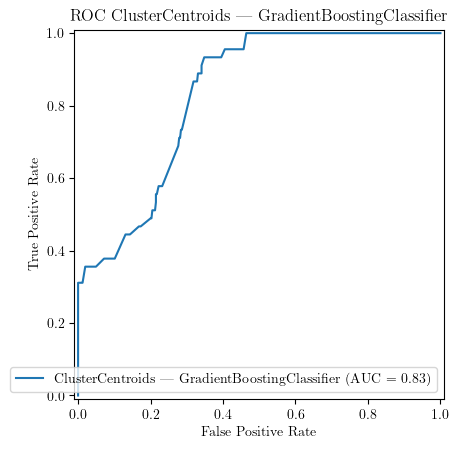 ROC ClusterCentroids — GradientBoostingClassifier
1.0
0.8
0.6
0.4
0.2
0.0
True Positive Rate
ClusterCentroids — GradientBoostingClassifier (AUC = 0.83)
0.0 0.2 0.4 0.6 0.8 1.0
False Positive Rate